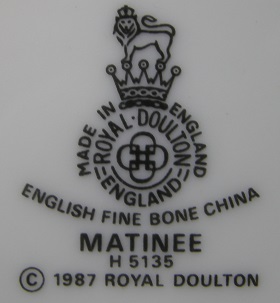 MADE IN ENGLAND
ROYAL·DOULTON
ENGLAND
ENGLISH FINE BONE CHINA
MATINEE
H 5135
© 1987 ROYAL DOULTON